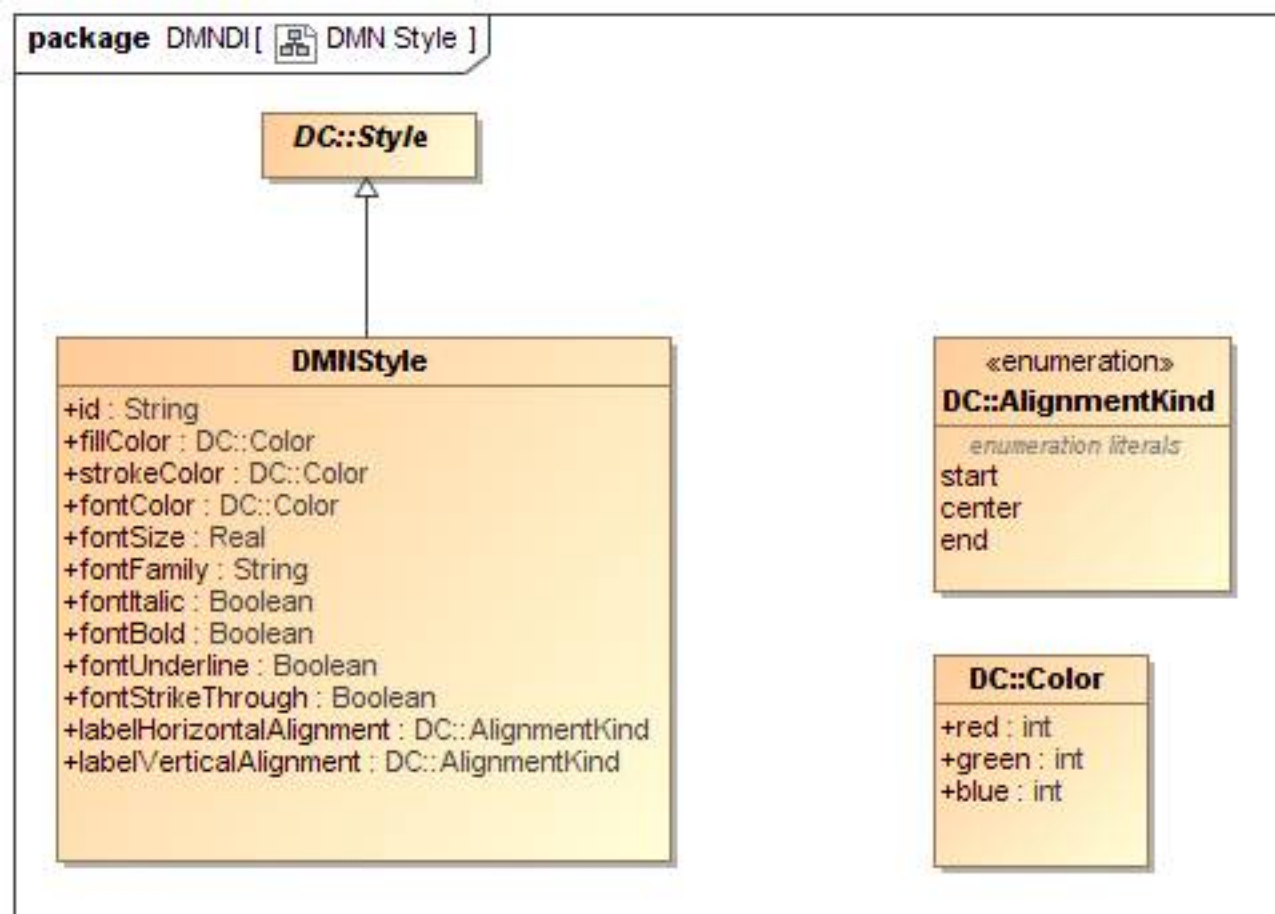 package DMNDI [ DMN Style ]
DC::Style
DMNStyle
+id : String
+fillColor : DC::Color
+strokeColor : DC::Color
+fontColor : DC::Color
+fontSize : Real
+fontFamily : String
+fontItalic : Boolean
+fontBold : Boolean
+fontUnderline : Boolean
+fontStrikeThrough : Boolean
+labelHorizontalAlignment : DC::AlignmentKind
+labelVerticalAlignment : DC::AlignmentKind
«enumeration»
DC::AlignmentKind
enumeration literals
start
center
end
DC::Color
+red : int
+green : int
+blue : int